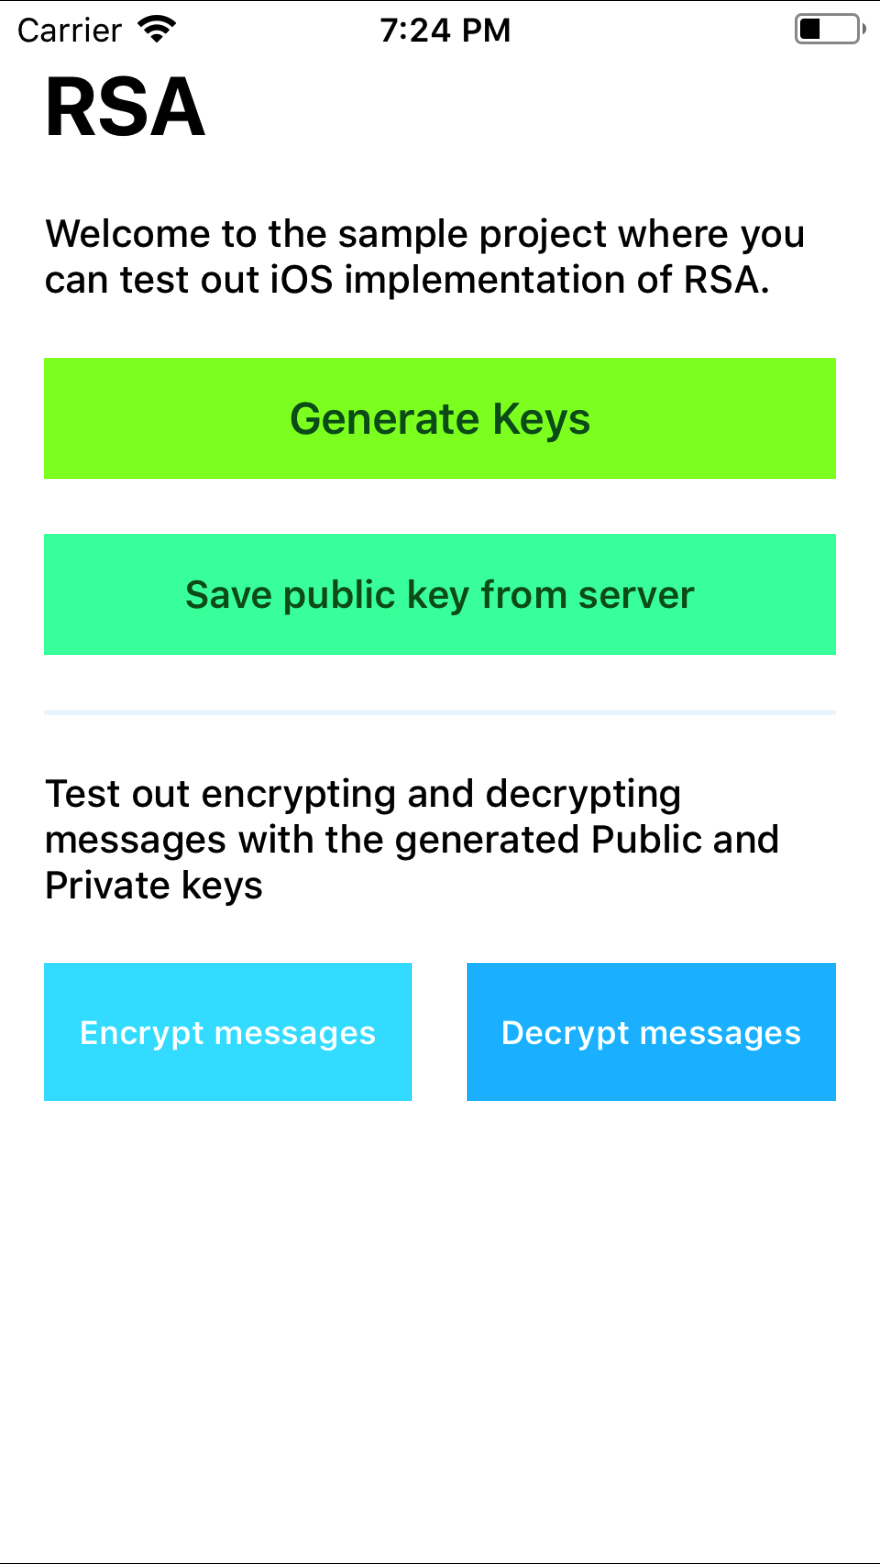 Carrier 7:24 PM
RSA
Welcome to the sample project where you
can test out iOS implementation of RSA.
Generate Keys
Save public key from server
Test out encrypting and decrypting
messages with the generated Public and
Private keys
Encrypt messages Decrypt messages